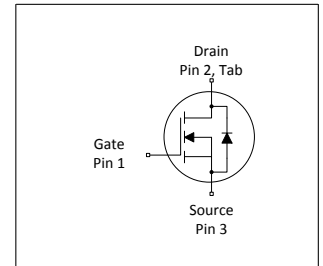 Drain
Pin 2, Tab
Gate
Pin 1
Source
Pin 3